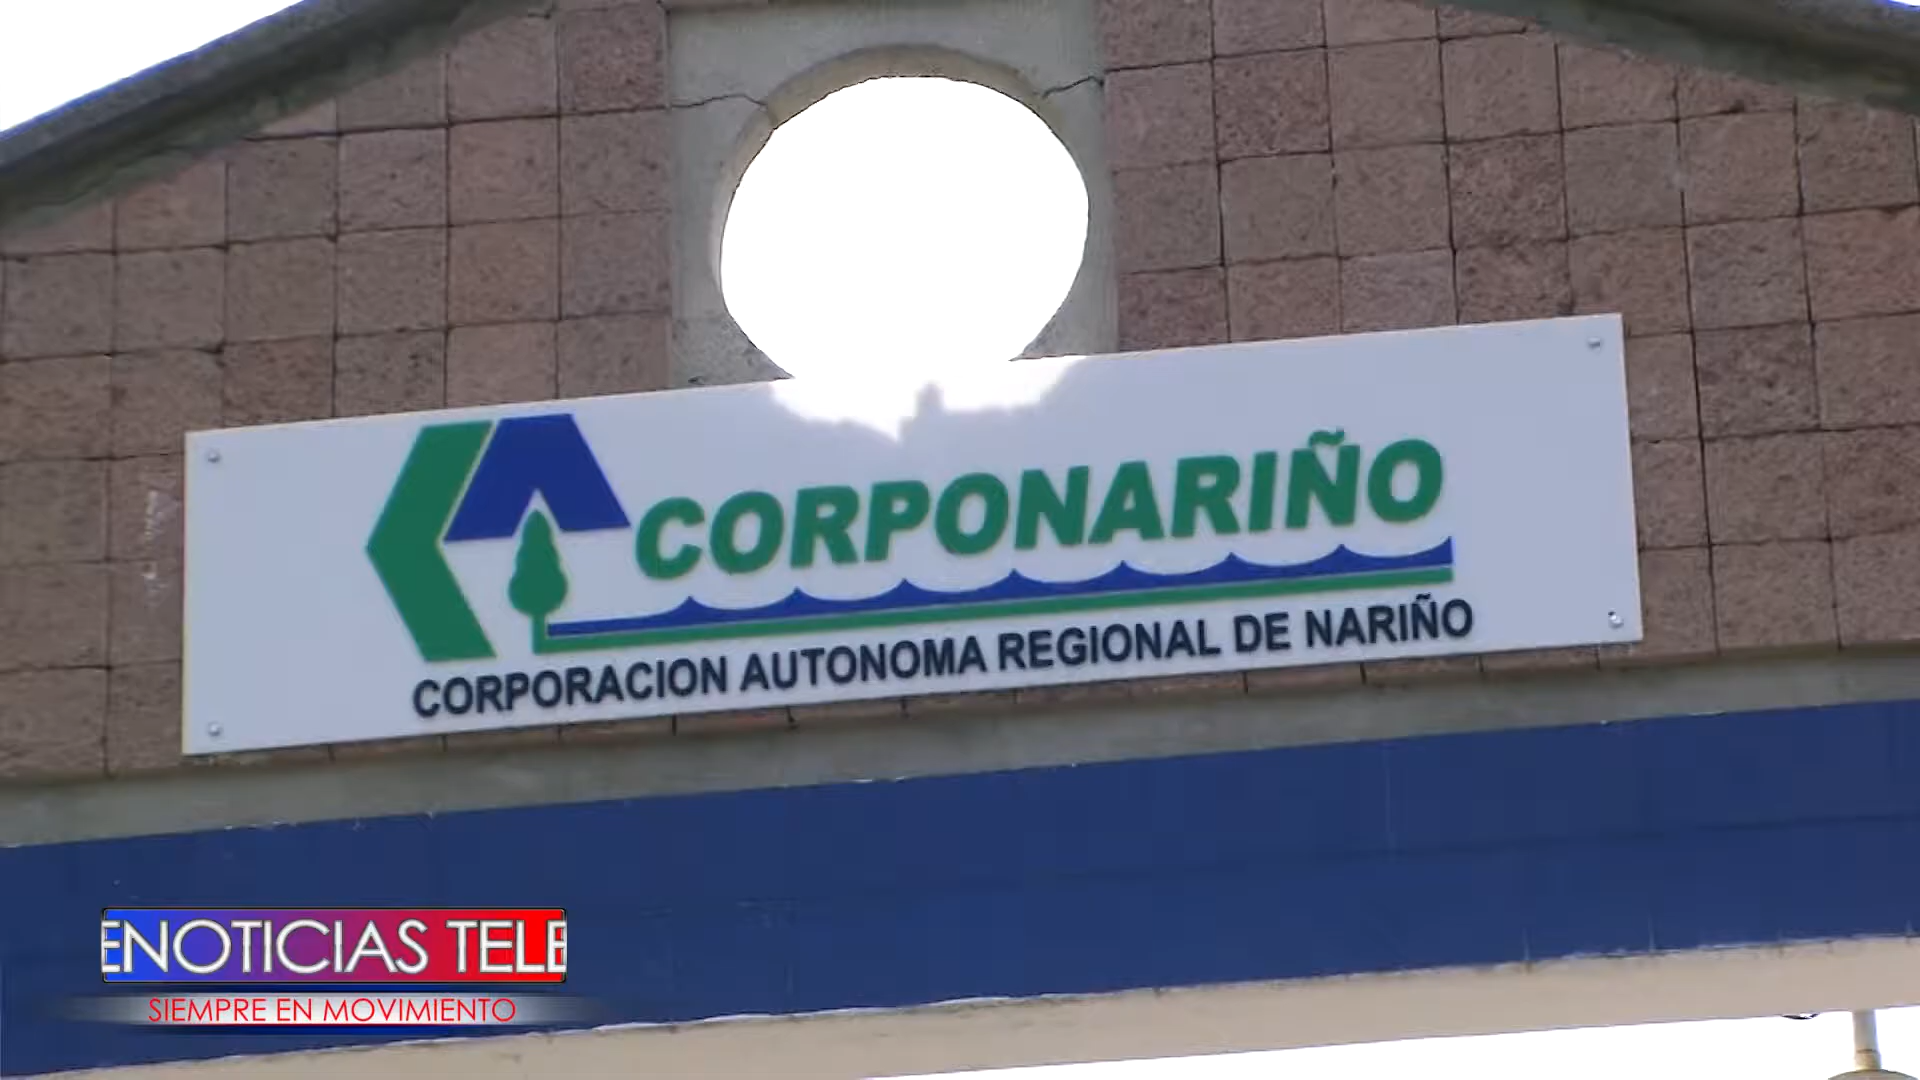 CORPONARIÑO
CORPORACION AUTONOMA REGIONAL DE NARIÑO
ENOTICIAS TELE
SIEMPRE EN MOVIMIENTO